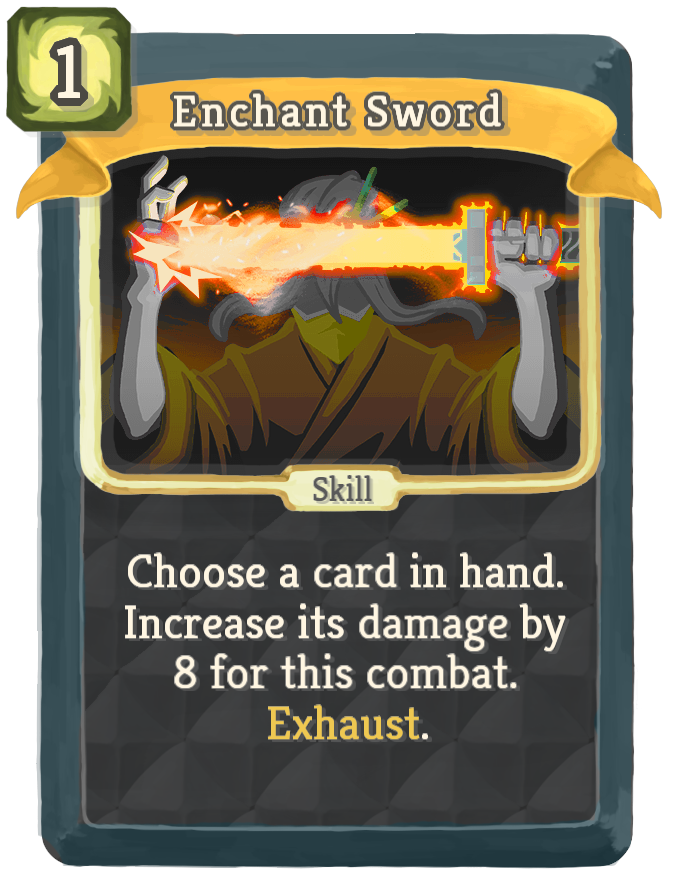 1
Enchant Sword
Skill
Choose a card in hand.
Increase its damage by
8 for this combat.
Exhaust.